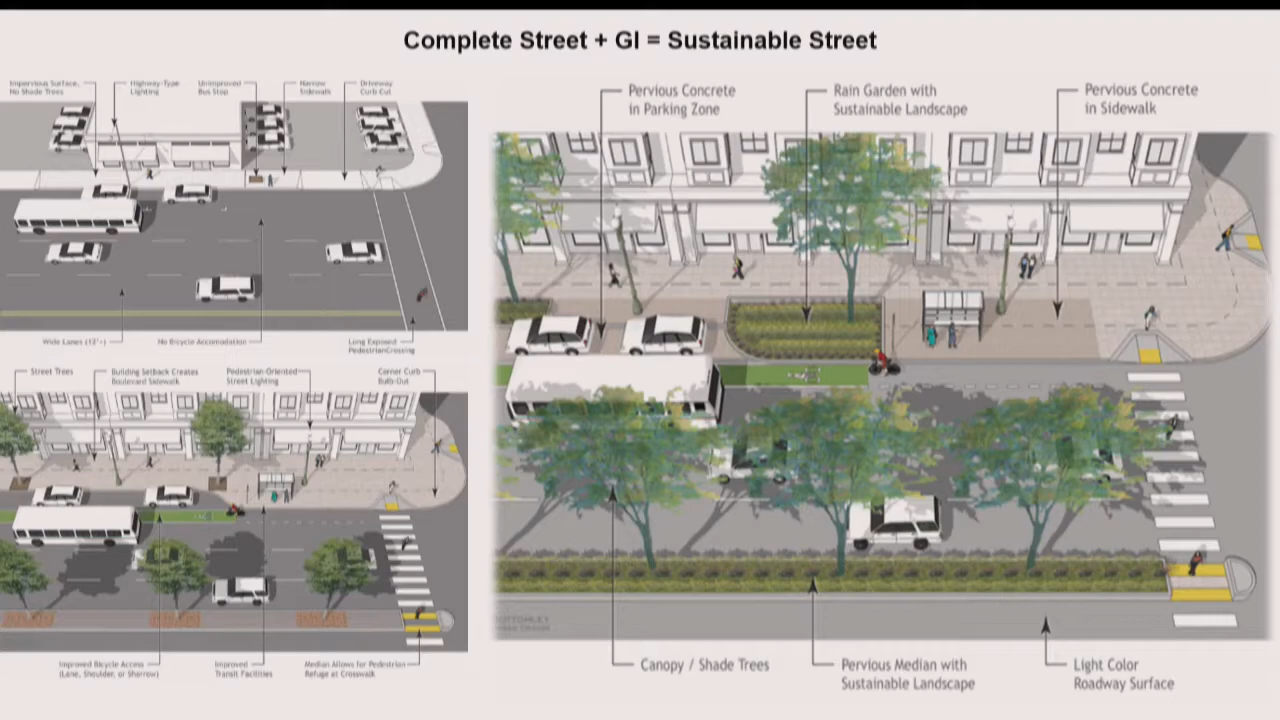 Complete Street + GI = Sustainable Street
Impervious Surface,
No Shade Trees
Highway-Type
Lighting
Unimproved
Bus Stop
Narrow
Sidewalk
Driveway
Curb Cut
Wide Lanes (12'+)
No Bicycle Accomodation
Long Exposed
PedestrianCrossing
Street Trees
Building Setback Creates
Boulevard Sidewalk
Pedestrian-Oriented
Street Lighting
Corner Curb
Bulb-Out
Improved Bicycle Access
(Lane, Shoulder, or Sharrow)
Improved
Transit Facilities
Median Allows for Pedestrian
Refuge at Crosswalk
Pervious Concrete
in Parking Zone
Rain Garden with
Sustainable Landscape
Pervious Concrete
in Sidewalk
Canopy / Shade Trees
Pervious Median with
Sustainable Landscape
Light Color
Roadway Surface